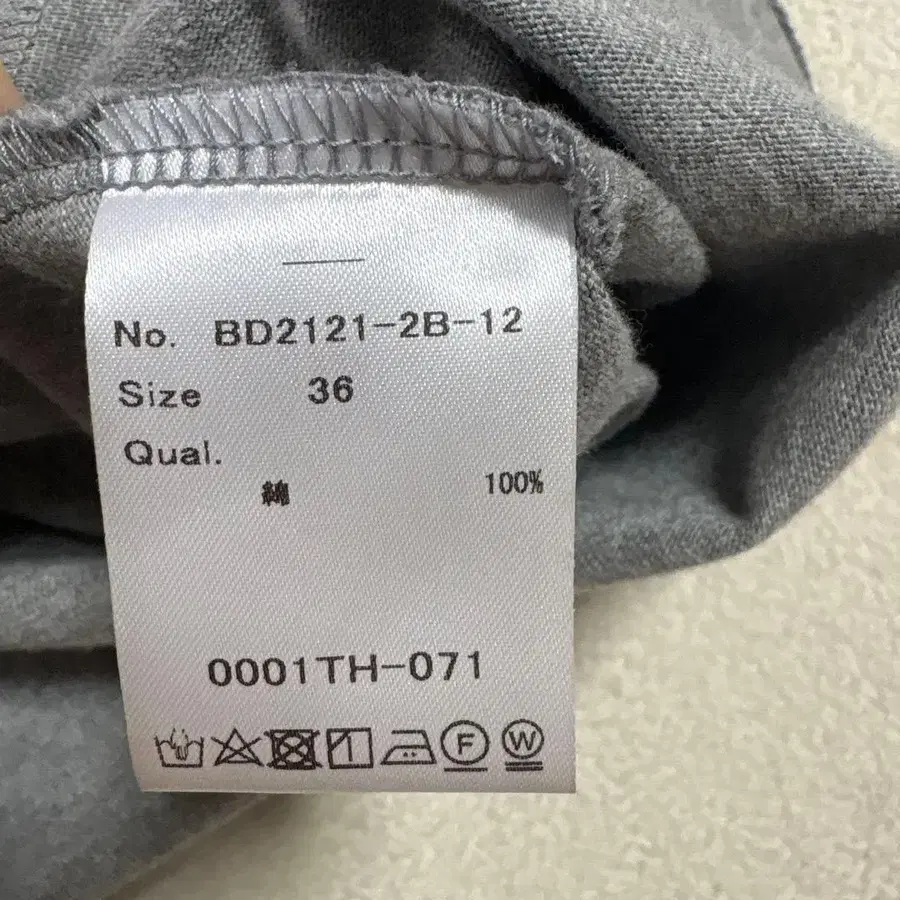 No. BD2121-2B-12
Size 36
Qual.
綿 100%
0001TH-071
F W